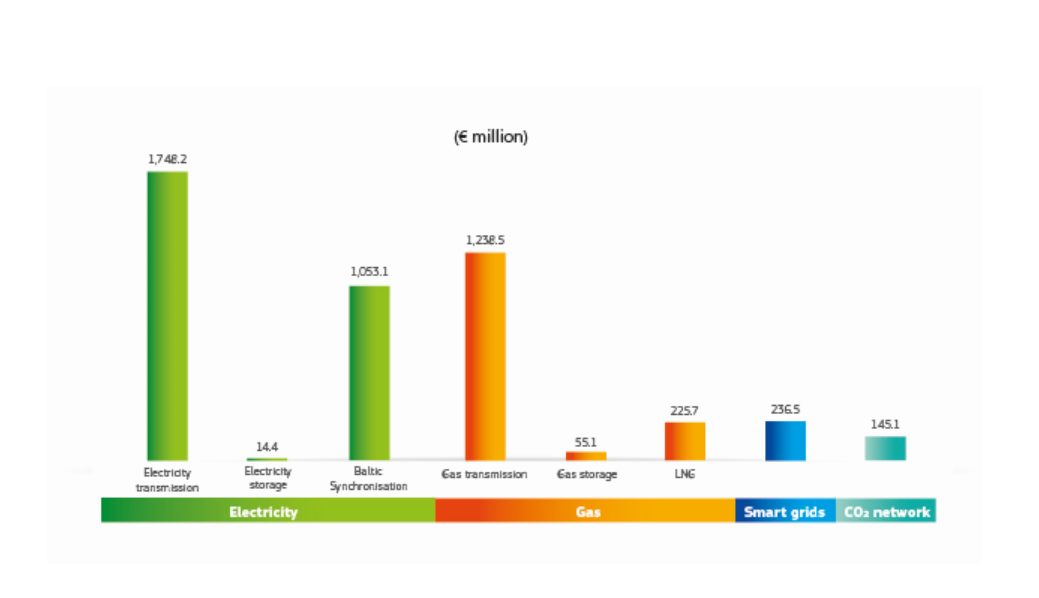 (€ million)
1,748.2
14.4
1,053.1
1,238.5
55.1
225.7
236.5
145.1
Electricity
transmission
Electricity
storage
Baltic
Synchronisation
Gas transmission
Gas storage
LNG
Electricity
Gas
Smart grids
CO₂ network